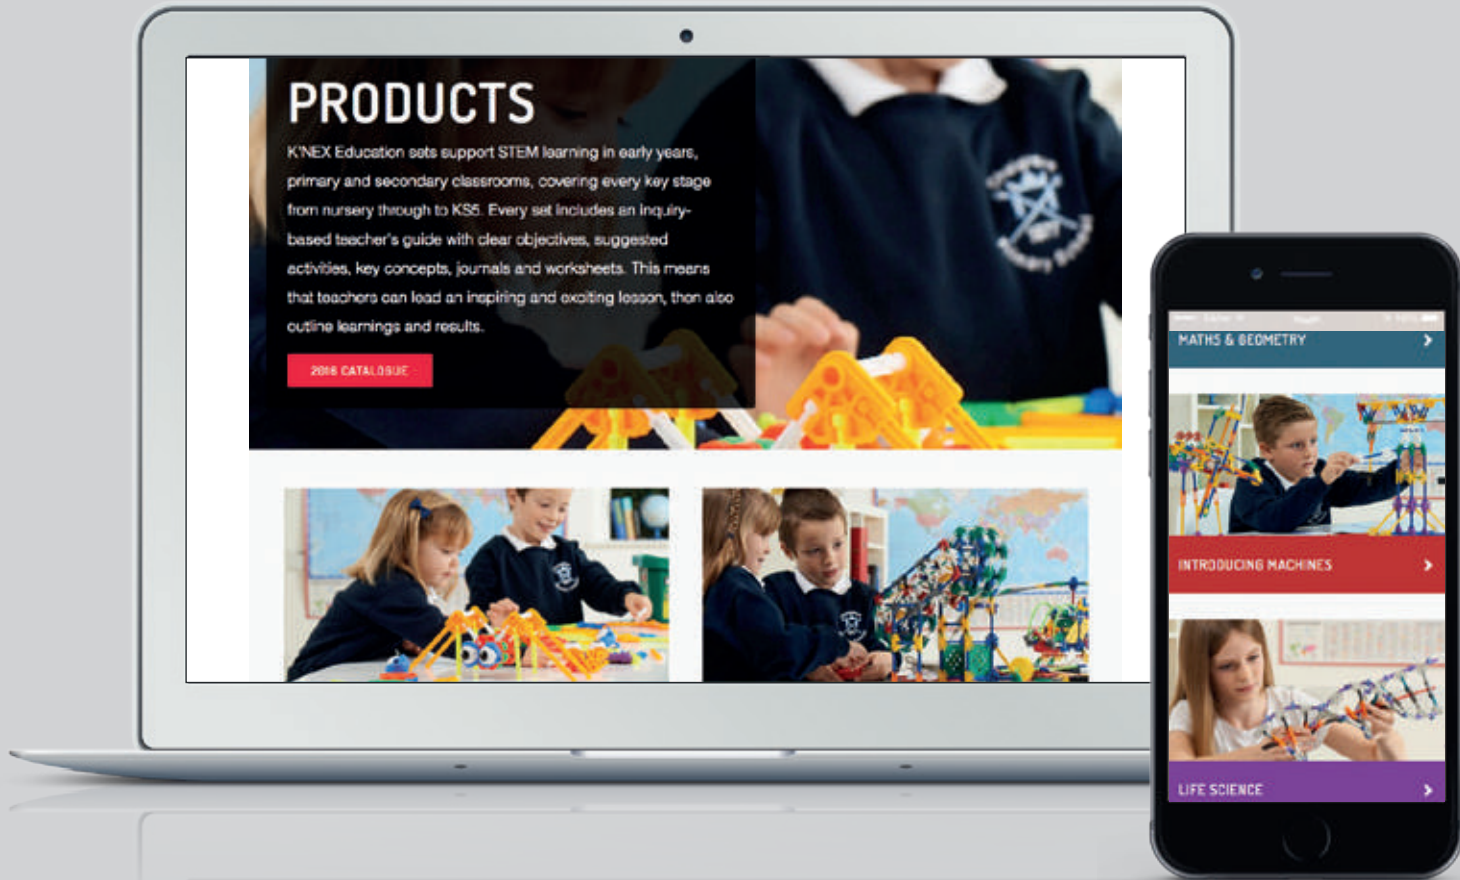 PRODUCTS
K'NEX Education sets support STEM learning in early years,
primary and secondary classrooms, covering every key stage
from nursery through to KS5. Every set includes an inquiry-
based teacher's guide with clear objectives, suggested
activities, key concepts, journals and worksheets. This means
that teachers can lead an inspiring and exciting lesson, then also
outline learnings and results.
2016 CATALOGUE
Primary School
MATHS & GEOMETRY
INTRODUCING MACHINES
LIFE SCIENCE